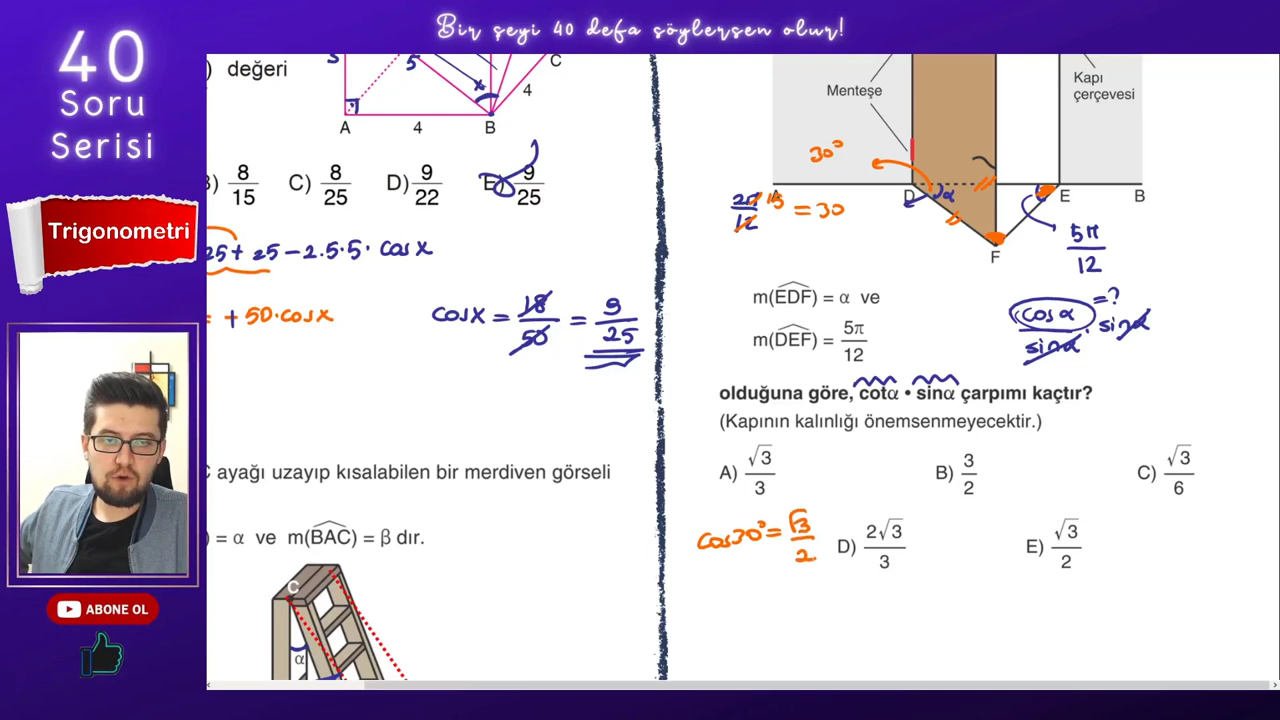 Bir şeyi 40 defa söylersen olur!
40
Soru
Serisi
Trigonometri
ABONE OL
) değeri
5
x
C
4
A
4
B
) 8/15 C) 8/25 D) 9/22 E) 9/25
25 + 25 - 2.5.5. cosx
= + 50.cosx
cosx = 18/50 = 9/25
C ayağı uzayıp kısalabilen bir merdiven görseli
) = α ve m(BAC) = β dır.
C
α
Menteşe
Kapı
çerçevesi
30°
D
α
E
B
F
= 30
15
12
5π/12
m(EDF) = α ve
m(DEF) = 5π/12
cosα/sinα · sinα = ?
olduğuna göre, cotα • sinα çarpımı kaçtır?
(Kapının kalınlığı önemsenmeyecektir.)
A) √3/3 B) 3/2 C) √3/6
cos30° = √3/2
D) 2√3/3 E) √3/2